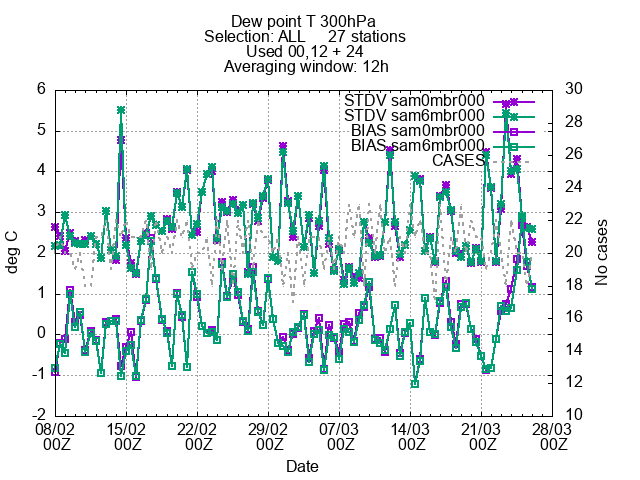 Dew point T 300hPa
Selection: ALL 27 stations
Used 00,12 + 24
Averaging window: 12h
STDV sam0mbr000
STDV sam6mbr000
BIAS sam0mbr000
BIAS sam6mbr000
CASES
deg C
6
5
4
3
2
1
0
-1
-2
No cases
30
28
26
24
22
20
18
16
14
12
10
08/02 15/02 22/02 29/02 07/03 14/03 21/03 28/03
00Z 00Z 00Z 00Z 00Z 00Z 00Z 00Z
Date